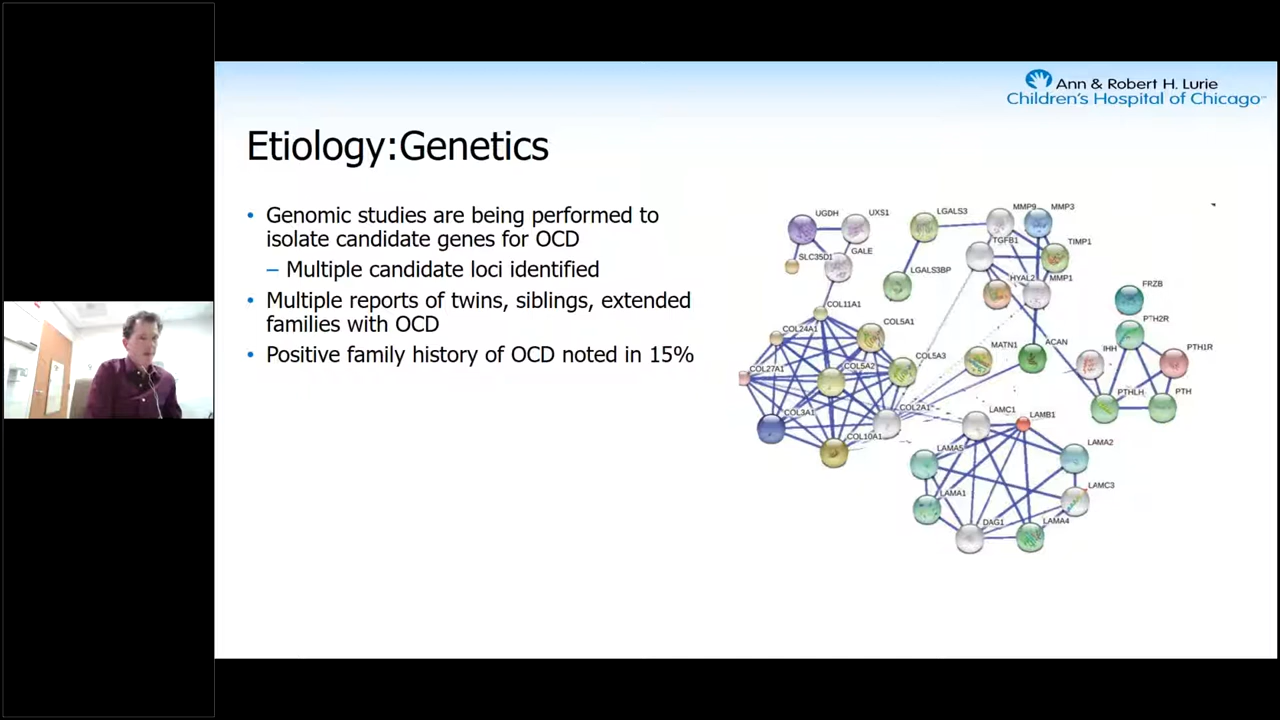 Ann & Robert H. Lurie
Children's Hospital of Chicago
Etiology:Genetics
• Genomic studies are being performed to
isolate candidate genes for OCD
– Multiple candidate loci identified
• Multiple reports of twins, siblings, extended
families with OCD
• Positive family history of OCD noted in 15%
UGDH
UXS1
SLC35D1
GALE
LGALS3
LGALS3BP
MMP9
MMP3
TGFB1
TIMP1
HYAL2
MMP1
COL11A1
COL24A1
COL5A1
COL27A1
COL5A2
COL5A3
COL3A1
COL2A1
COL10A1
MATN1
ACAN
FRZB
PTH2R
IHH
PTH1R
PTHLH
PTH
LAMC1
LAMB1
LAMA5
LAMA2
LAMA1
LAMC3
DAG1
LAMA4